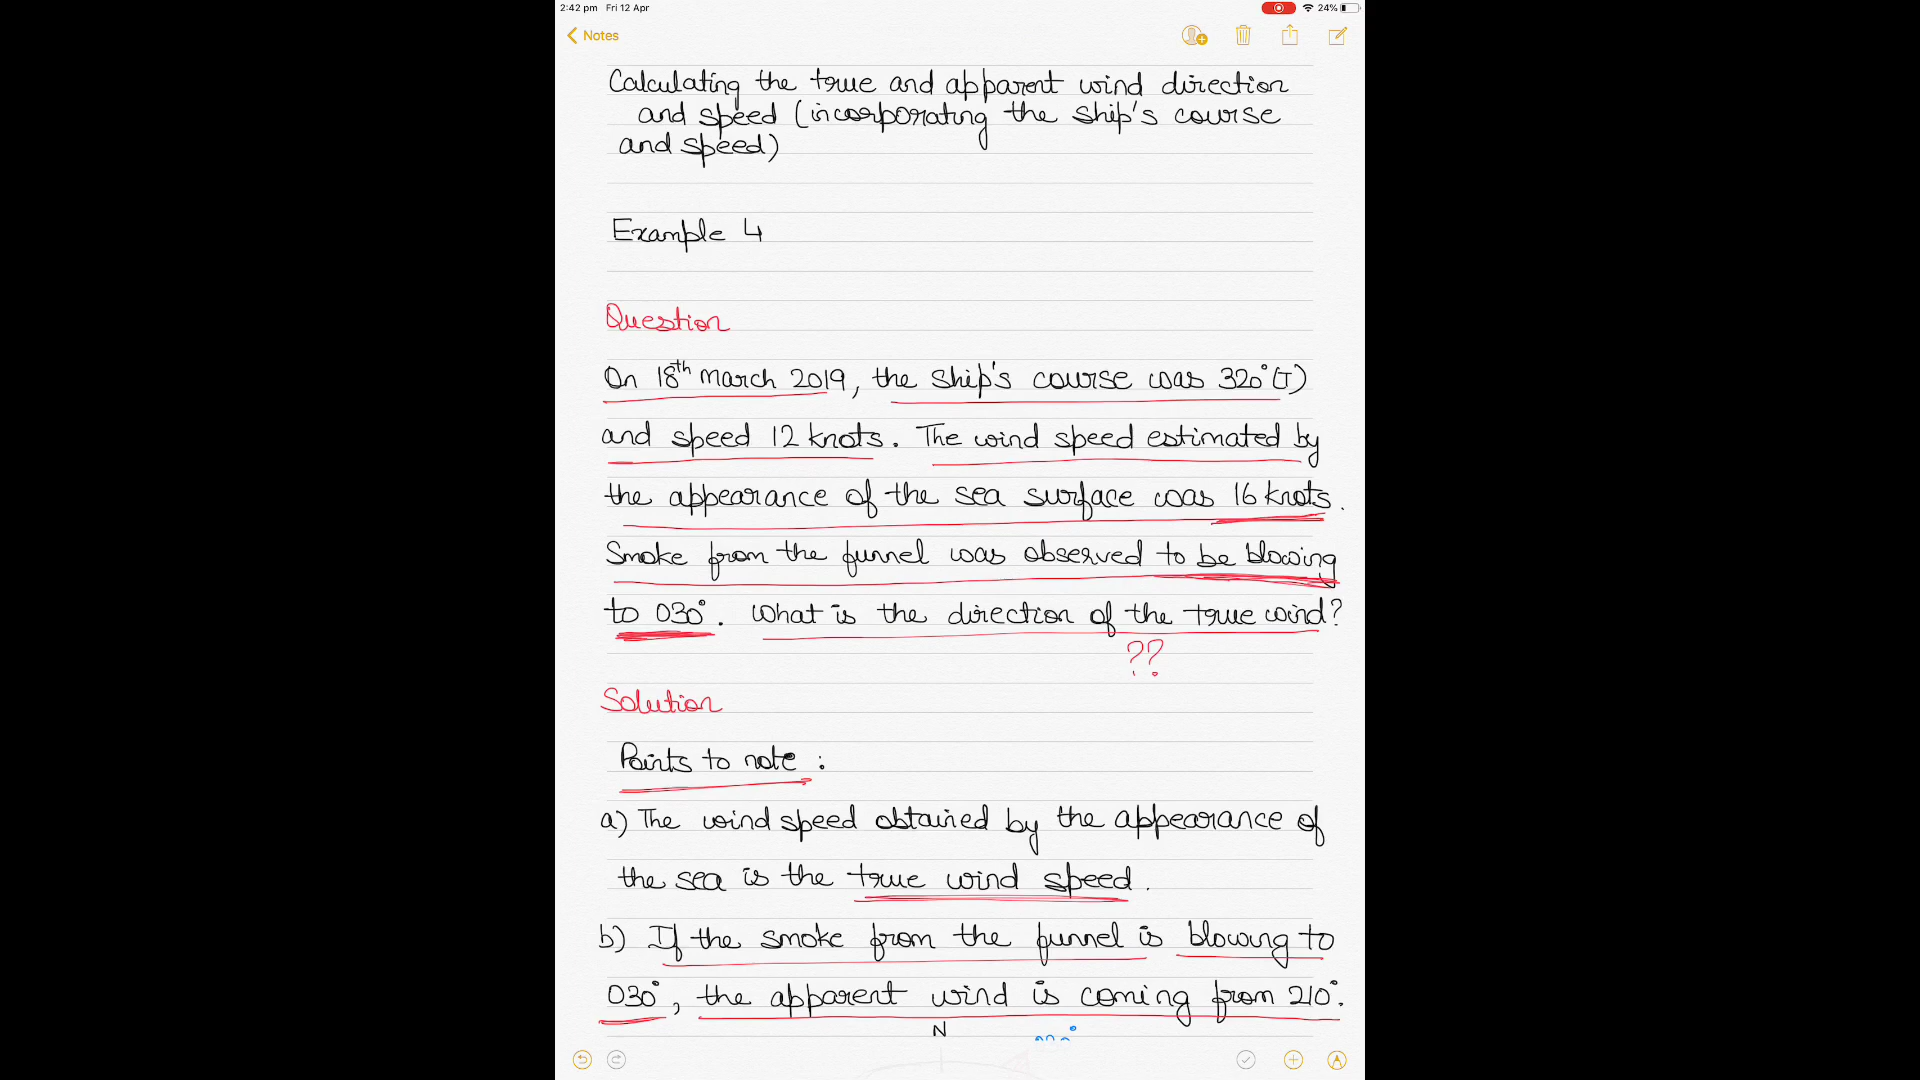 2:42 pm Fri 12 Apr 24%
Notes
Calculating the true and apparent wind direction
and speed (incorporating the ship's course
and speed)
Example 4
Question
On 18th March 2019, the ship's course was 320°(T)
and speed 12 knots. The wind speed estimated by
the appearance of the sea surface was 16 knots.
Smoke from the funnel was observed to be blowing
to 030°. What is the direction of the true wind?
??
Solution
Points to note :
a) The wind speed obtained by the appearance of
the sea is the true wind speed.
b) If the smoke from the funnel is blowing to
030°, the apparent wind is coming from 210°.
N